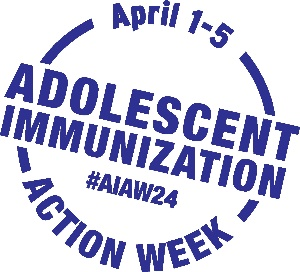 April 1-5
ADOLESCENT
IMMUNIZATION
#AIAW24
ACTION WEEK